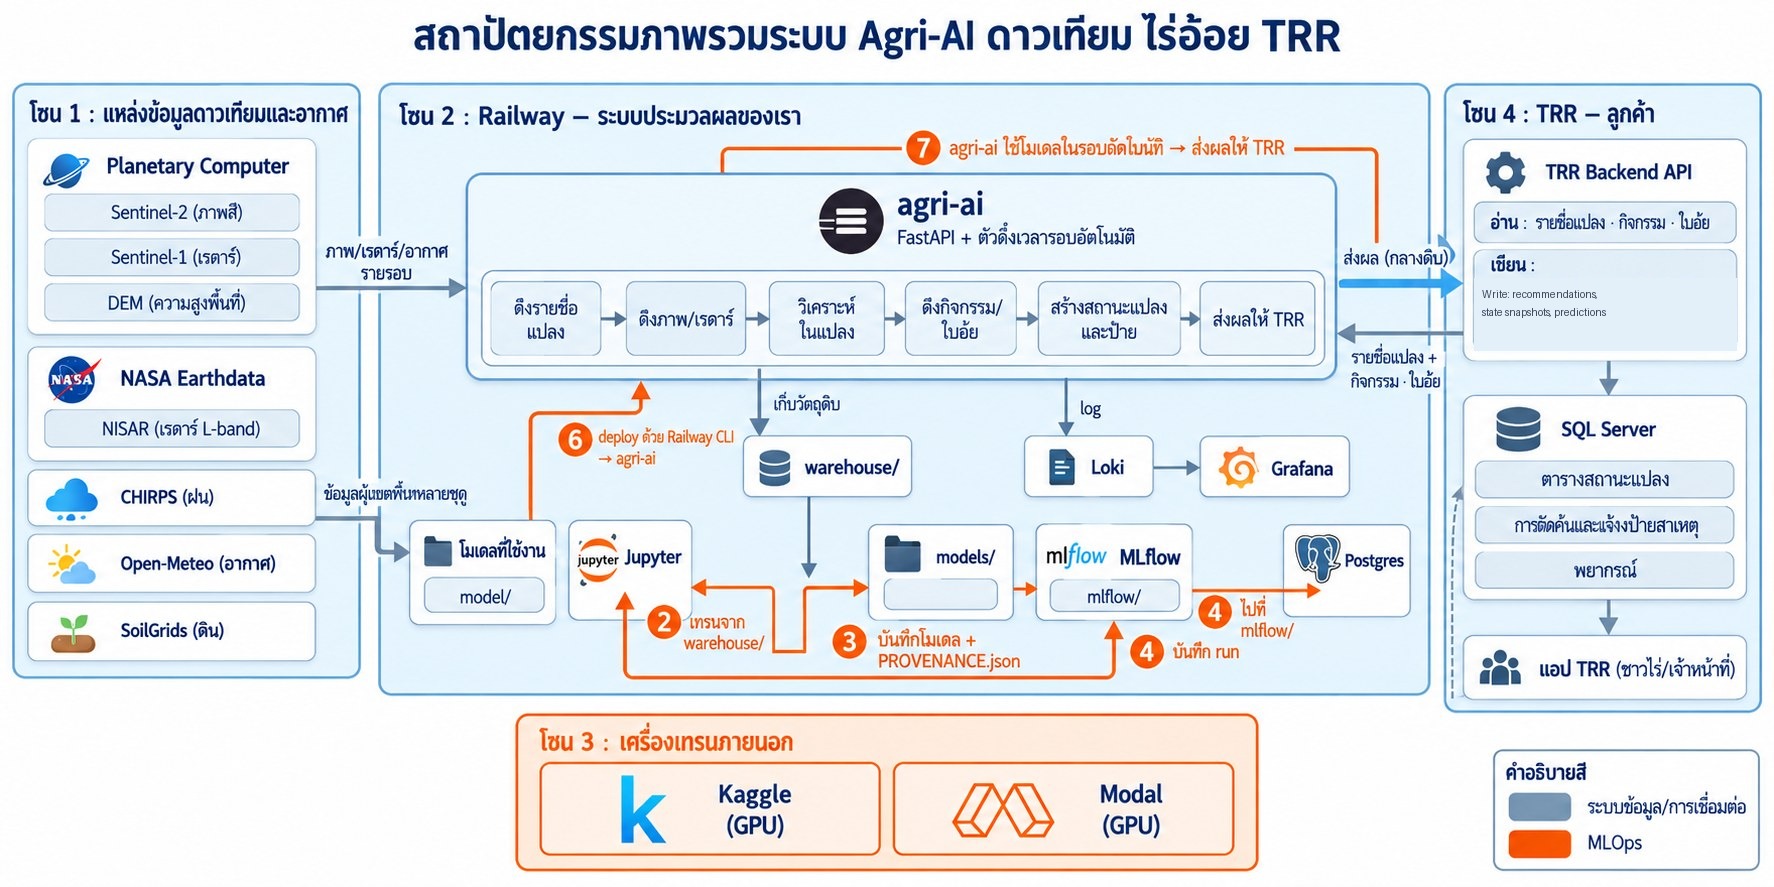 สถาปัตยกรรมภาพรวมระบบ Agri-AI ดาวเทียม ไร่อ้อย TRR
โซน 1 : แหล่งข้อมูลดาวเทียมและอากาศ
Planetary Computer
Sentinel-2 (ภาพสี)
Sentinel-1 (เรดาร์)
DEM (ความสูงพื้นที่)
NASA
NASA Earthdata
NISAR (เรดาร์ L-band)
CHIRPS (ฝน)
Open-Meteo (อากาศ)
SoilGrids (ดิน)
ภาพ/เรดาร์/อากาศ
รายรอบ
โซน 2 : Railway – ระบบประมวลผลของเรา
7 agri-ai ใช้โมเดลในรอบถัดไบนัติ → ส่งผลให้ TRR
agri-ai
FastAPI + ตัวดึงเวลารอบอัตโนมัติ
ดึงรายชื่อ
แปลง
ดึงภาพ/เรดาร์
วิเคราะห์
ในแปลง
ดึงกิจกรรม/
ใบอ้อย
สร้างสถานะแปลง
และป้าย
ส่งผลให้ TRR
6 deploy ด้วย Railway CLI
→ agri-ai
เก็บวัตถุดิบ
log
warehouse/
Loki
Grafana
โมเดลที่ใช้งาน
model/
jupyter
Jupyter
models/
mlflow
MLflow
mlflow/
Postgres
2 เทรนจาก
warehouse/
3 บันทึกโมเดล +
PROVENANCE.json
4 บันทึก run
4 ไปที่
mlflow/
ส่งผล (กลางดิบ)
รายชื่อแปลง +
กิจกรรม · ใบอ้อย
โซน 4 : TRR – ลูกค้า
TRR Backend API
อ่าน : รายชื่อแปลง · กิจกรรม · ใบอ้อย
เขียน :
Write: recommendations,
state snapshots, predictions
SQL Server
ตารางสถานะแปลง
การตัดค้นและแจ้งงป้ายสาเหตุ
พยากรณ์
แอป TRR (ชาวไร่/เจ้าหน้าที่)
โซน 3 : เครื่องเทรนภายนอก
k
Kaggle
(GPU)
Modal
(GPU)
คำอธิบายสี
ระบบข้อมูล/การเชื่อมต่อ
MLOps